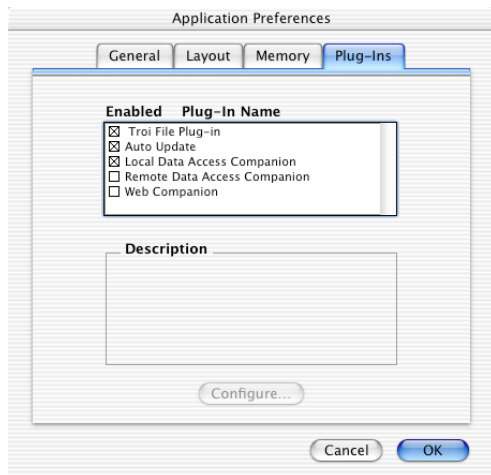 Application Preferences
General Layout Memory Plug-Ins
Enabled Plug-In Name
Troi File Plug-in
Auto Update
Local Data Access Companion
Remote Data Access Companion
Web Companion
Description
Configure...
Cancel OK